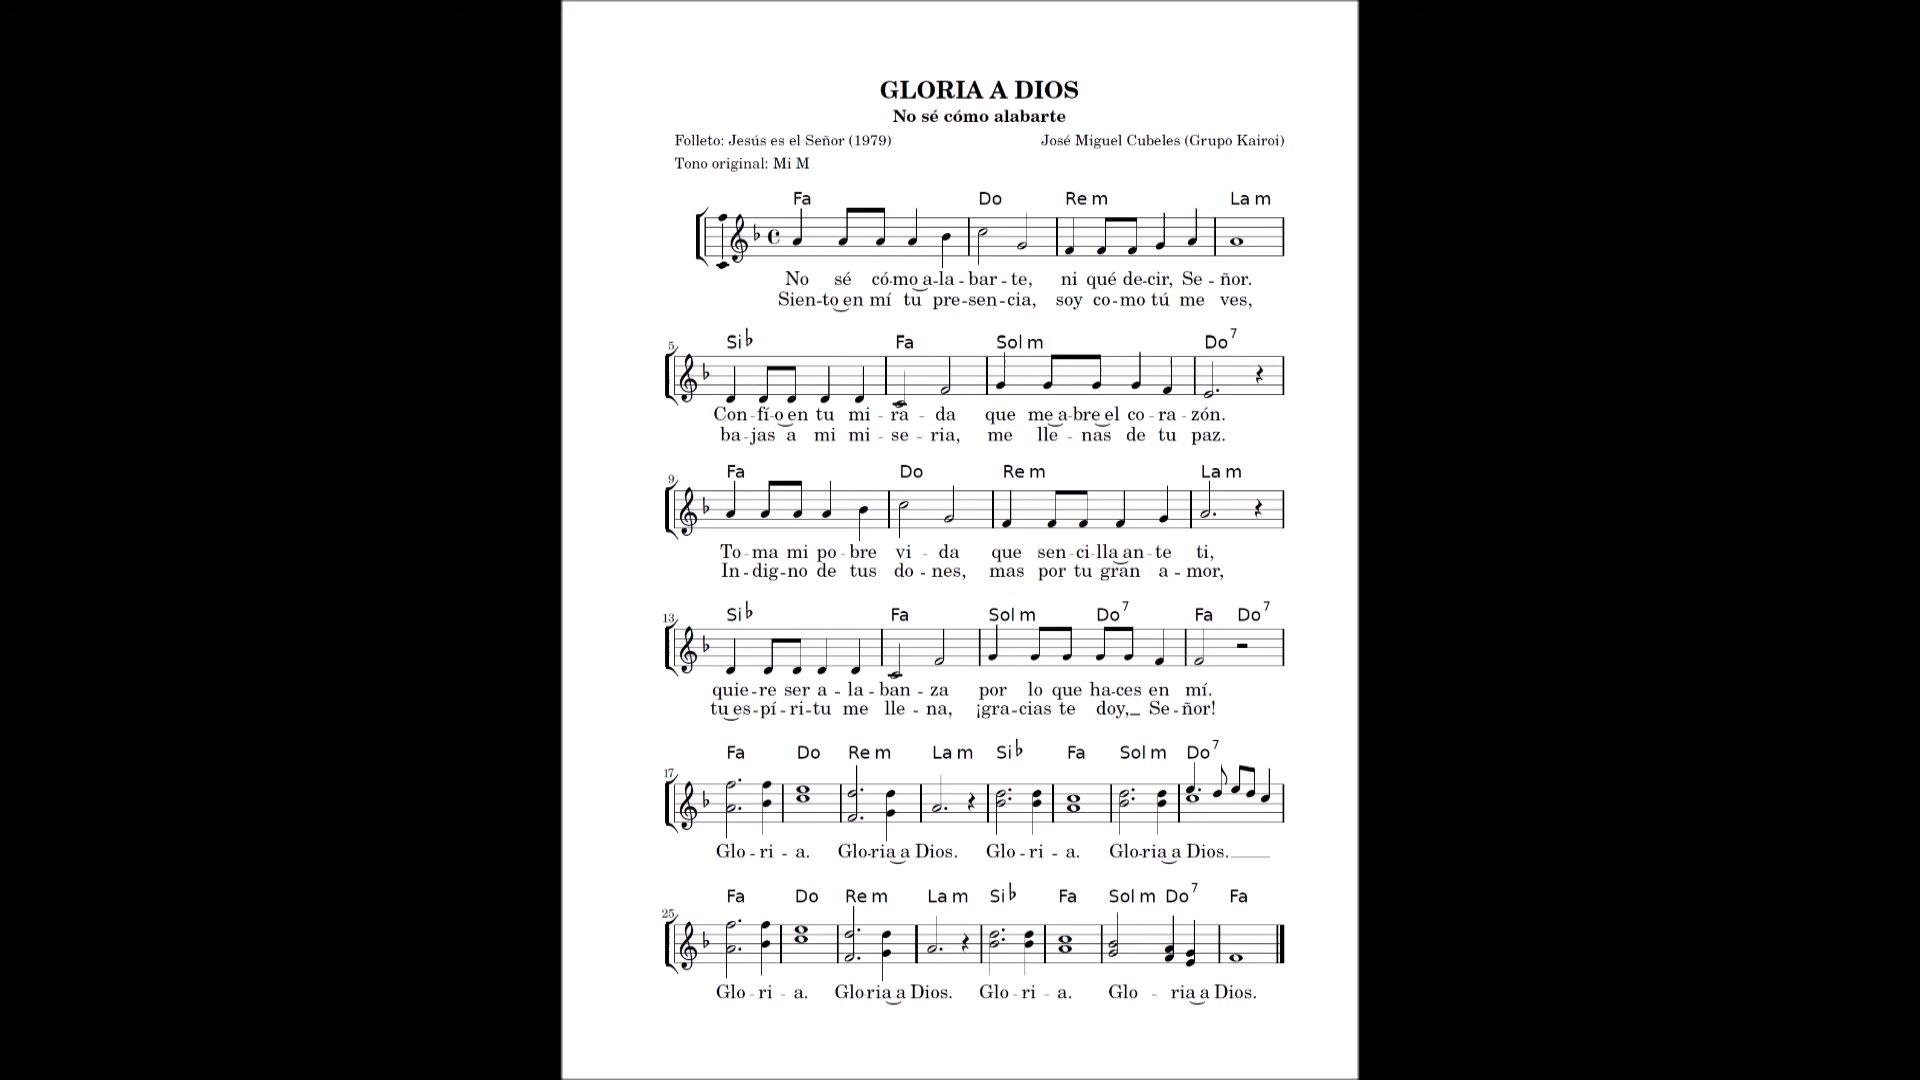 GLORIA A DIOS
No sé cómo alabarte
Folleto: Jesús es el Señor (1979) José Miguel Cubeles (Grupo Kairoi)
Tono original: Mi M
Fa Do Re m La m
No sé có-mo a-la-bar-te, ni qué de-cir, Se-ñor.
Sien-to en mí tu pre-sen-cia, soy co-mo tú me ves,
5 Si♭ Fa Sol m Do7
Con-fí-o en tu mi-ra-da que me a-bre el co-ra-zón.
ba-jas a mi mi-se-ria, me lle-nas de tu paz.
9 Fa Do Re m La m
To-ma mi po-bre vi-da que sen-ci-lla an-te ti,
In-dig-no de tus do-nes, mas por tu gran a-mor,
13 Si♭ Fa Sol m Do7 Fa Do7
quie-re ser a-la-ban-za por lo que ha-ces en mí.
tu es-pí-ri-tu me lle-na, ¡gra-cias te doy,_ Se-ñor!
17 Fa Do Re m La m Si♭ Fa Sol m Do7
Glo-ri-a. Glo-ria a Dios. Glo-ri-a. Glo-ria a Dios.___
25 Fa Do Re m La m Si♭ Fa Sol m Do7 Fa
Glo-ri-a. Glo ria a Dios. Glo-ri-a. Glo-ria a Dios.